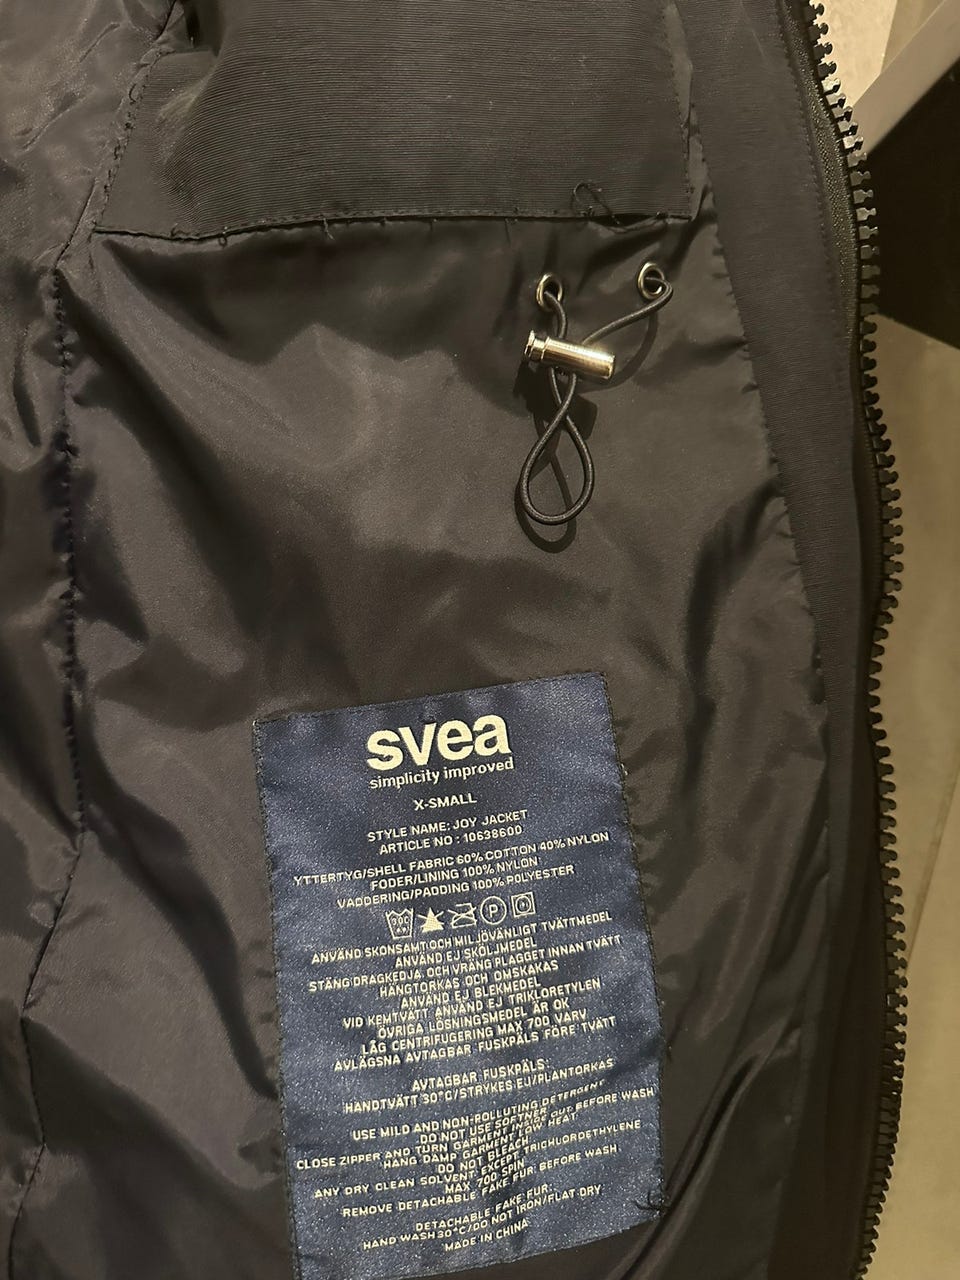 svea
simplicity improved
X-SMALL
STYLE NAME: JOY JACKET
ARTICLE NO : 10638600
YTTERTYG/SHELL FABRIC 60% COTTON 40% NYLON
FODER/LINING 100% NYLON
VADDERING/PADDING 100% POLYESTER
30C
P
ANVÄND SKONSAMT OCH MILJÖVÄNLIGT TVÄTTMEDEL
ANVÄND EJ SKÖLJMEDEL
STÄNG DRAGKEDJA, OCH VRÄNG PLAGGET INNAN TVÄTT
HÄNGTORKAS OCH OMSKAKAS
ANVÄND EJ BLEKMEDEL
VID KEMTVÄTT ANVÄND EJ TRIKLORETYLEN
ÖVRIGA LÖSNINGSMEDEL ÄR OK
LÅG CENTRIFUGERING MAX 700 VARV
AVLÄGSNA AVTAGBAR FUSKPÄLS FÖRE TVÄTT
AVTAGBAR FUSKPÄLS:
HANDTVÄTT 30°C/STRYKES EJ/PLANTORKAS
USE MILD AND NON-POLLUTING DETERGENT
DO NOT USE SOFTNER
CLOSE ZIPPER AND TURN GARMENT INSIDE OUT BEFORE WASH
HANG DAMP GARMENT LOW HEAT
DO NOT BLEACH
ANY DRY CLEAN SOLVENT EXCEPT TRICHLOROETHYLENE
MAX 700 SPIN
REMOVE DETACHABLE FAKE FUR BEFORE WASH
DETACHABLE FAKE FUR:
HAND WASH 30°C/DO NOT IRON/FLAT DRY
MADE IN CHINA